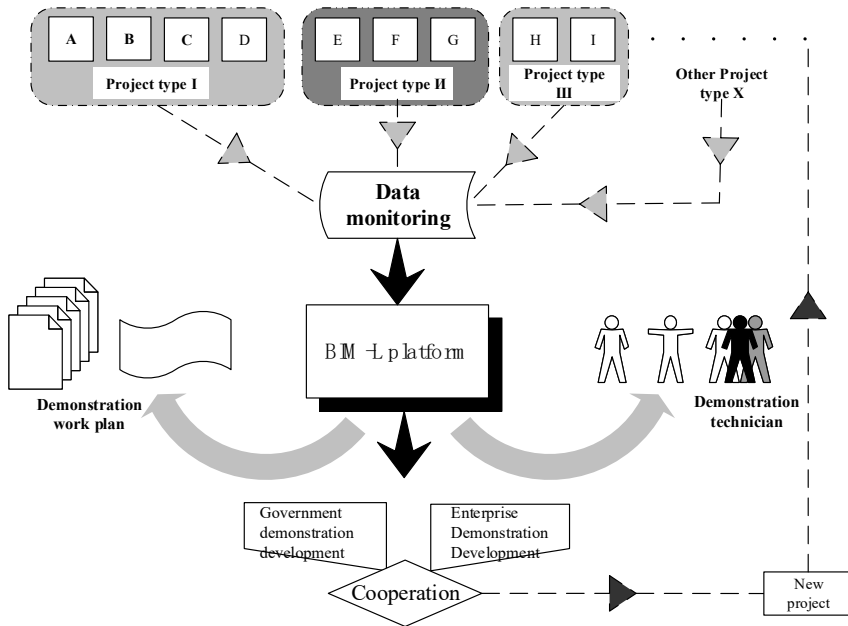 A B C D E F G H I
Project type I
Project type И
Project type
III
Other Project
type X
Data
monitoring
BIM -L platform
Demonstration
work plan
Demonstration
technician
Government
demonstration
development
Enterprise
Demonstration
Development
Cooperation
New
project